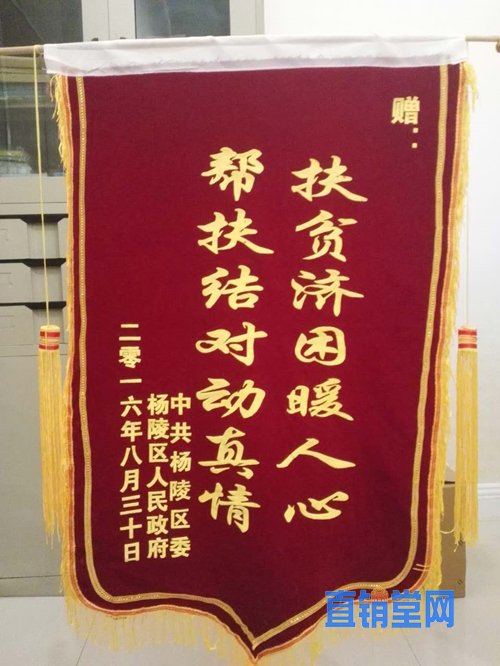 赠：
扶贫济困暖人心
帮扶结对动真情
中共杨陵区委
杨陵区人民政府
二零一六年八月三十日
直销堂网